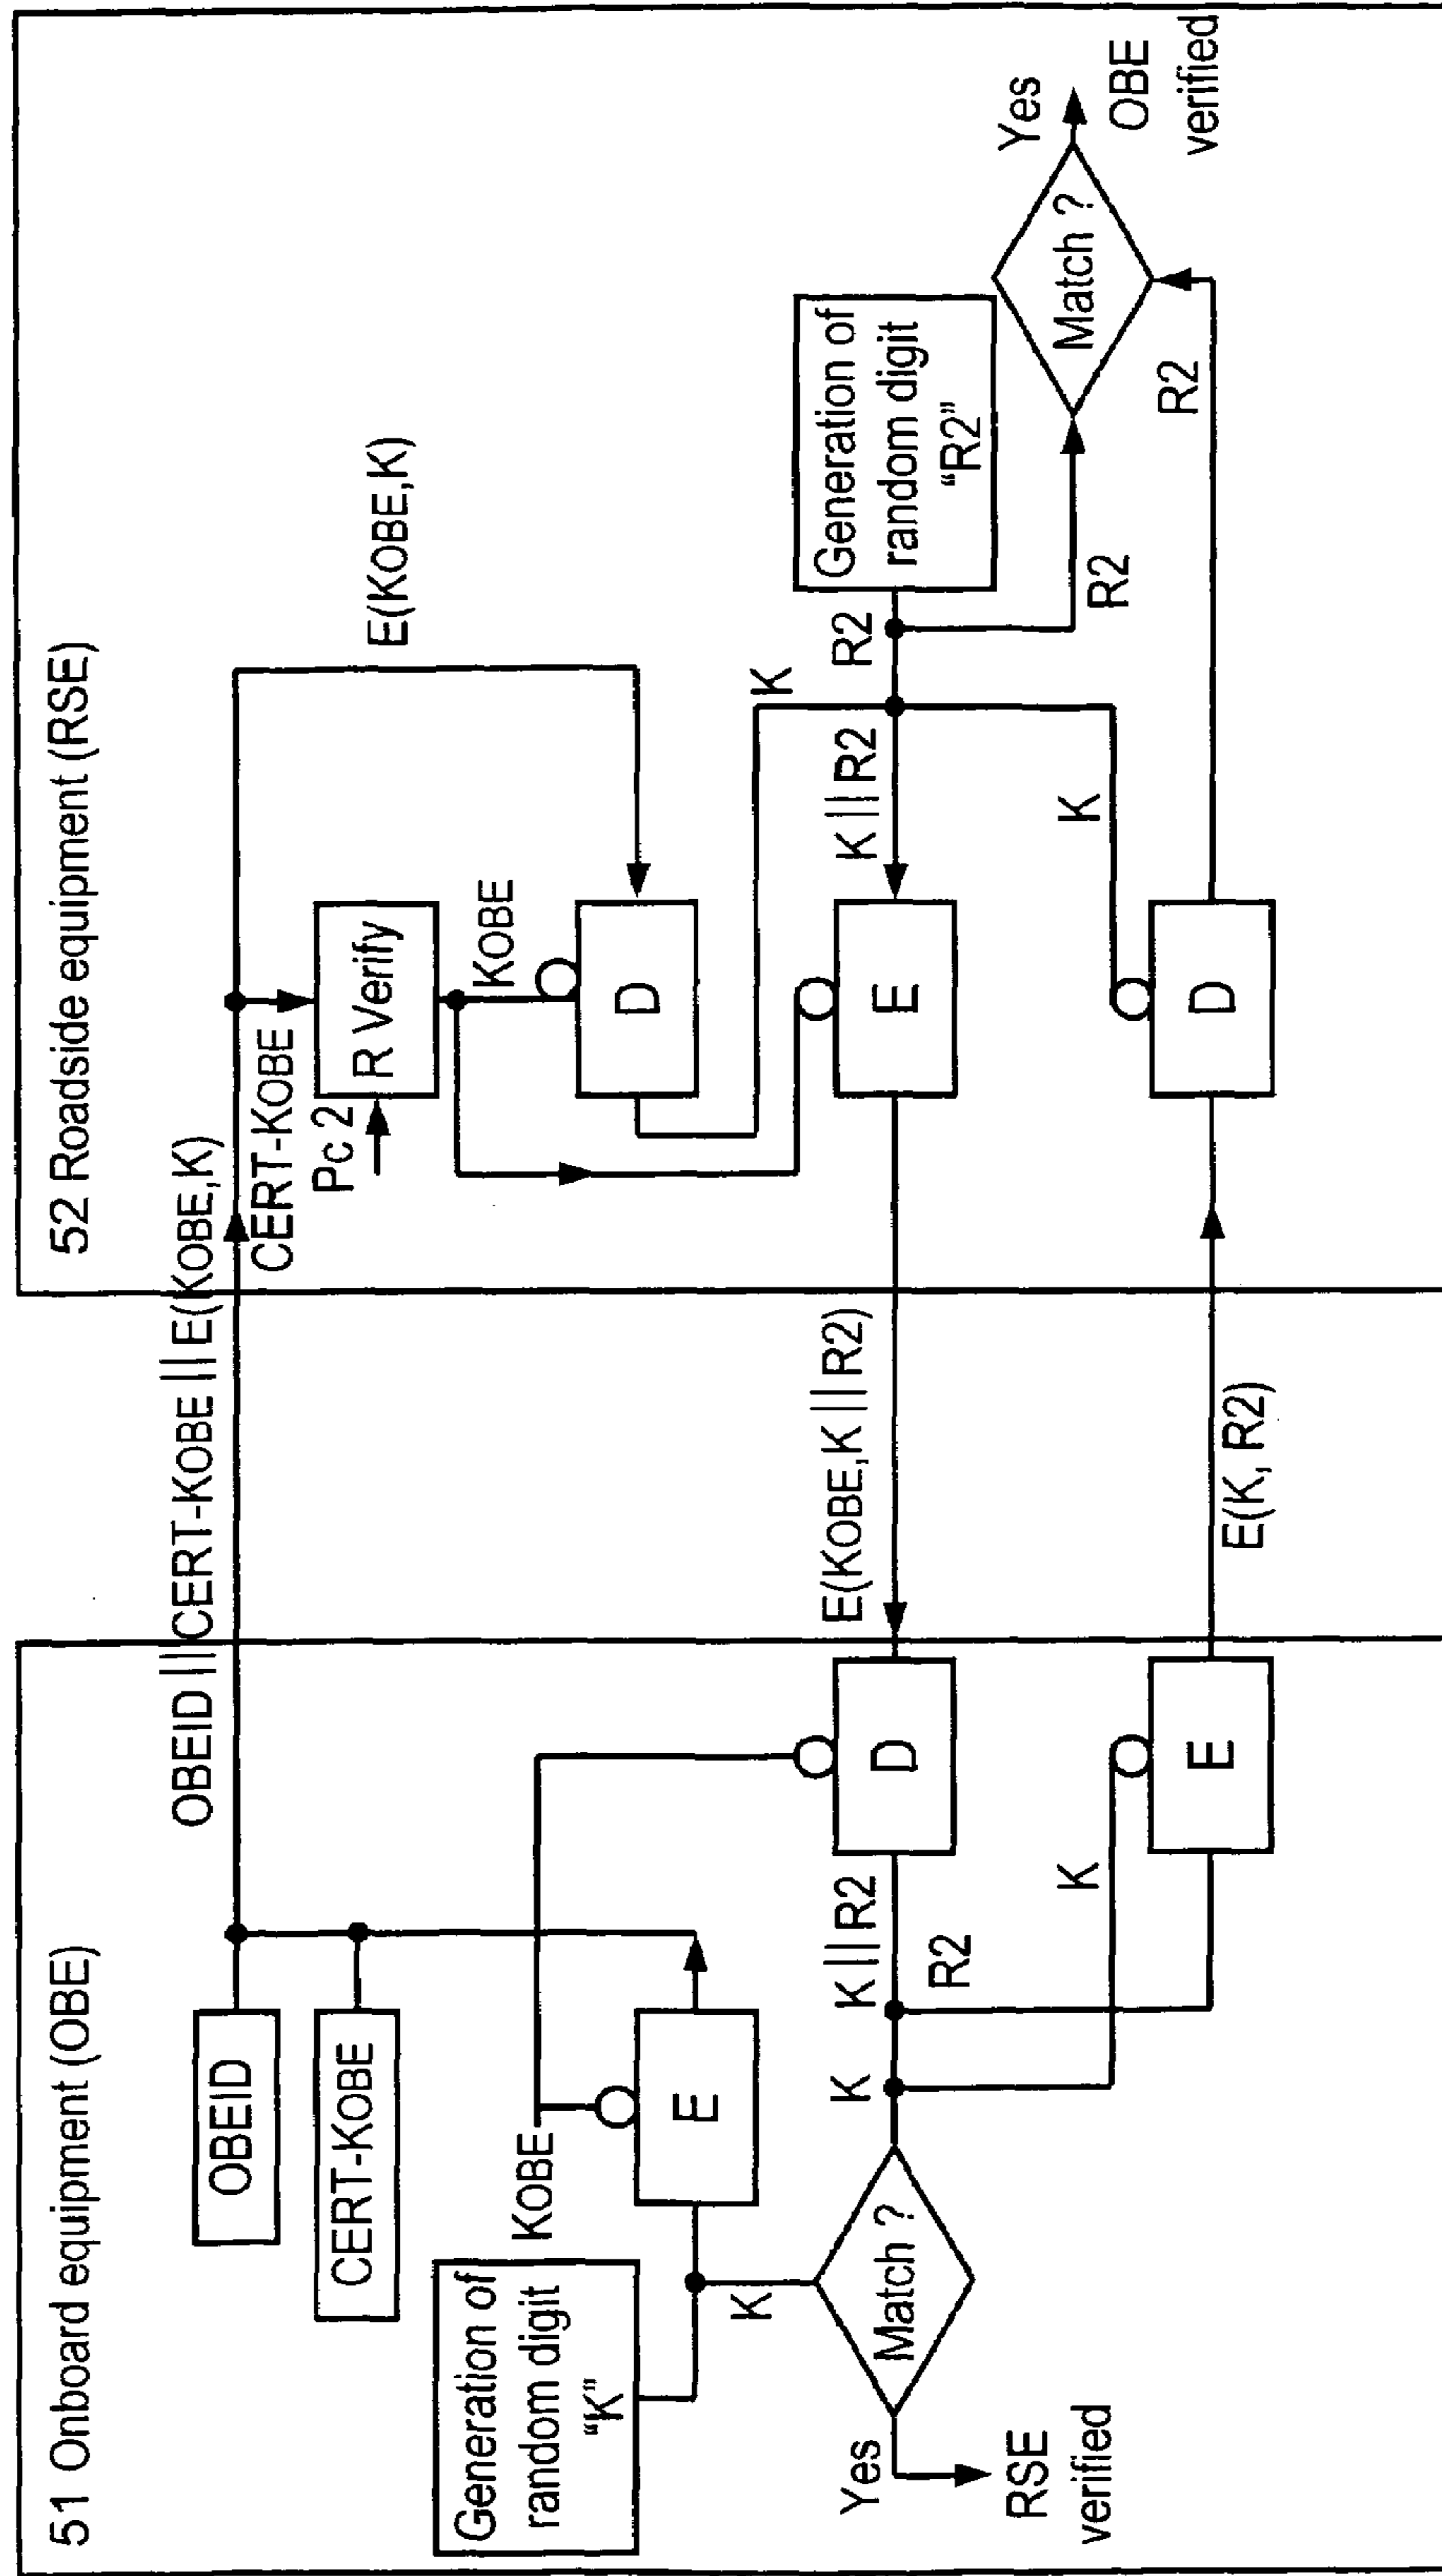 51 Onboard equipment (OBE)
OBEID
CERT-KOBE
Generation of
random digit
“K”
KOBE
E
K
Match ?
Yes
RSE
verified
K
K || R2
R2
D
K
E
OBEID || CERT-KOBE || E(KOBE,K)
E(KOBE,K || R2)
E(K, R2)
52 Roadside equipment (RSE)
CERT-KOBE
PC 2
R Verify
KOBE
D
E(KOBE,K)
E
K || R2
K
R2
Generation of
random digit
“R2”
K
D
R2
R2
Match ?
Yes
OBE
verified